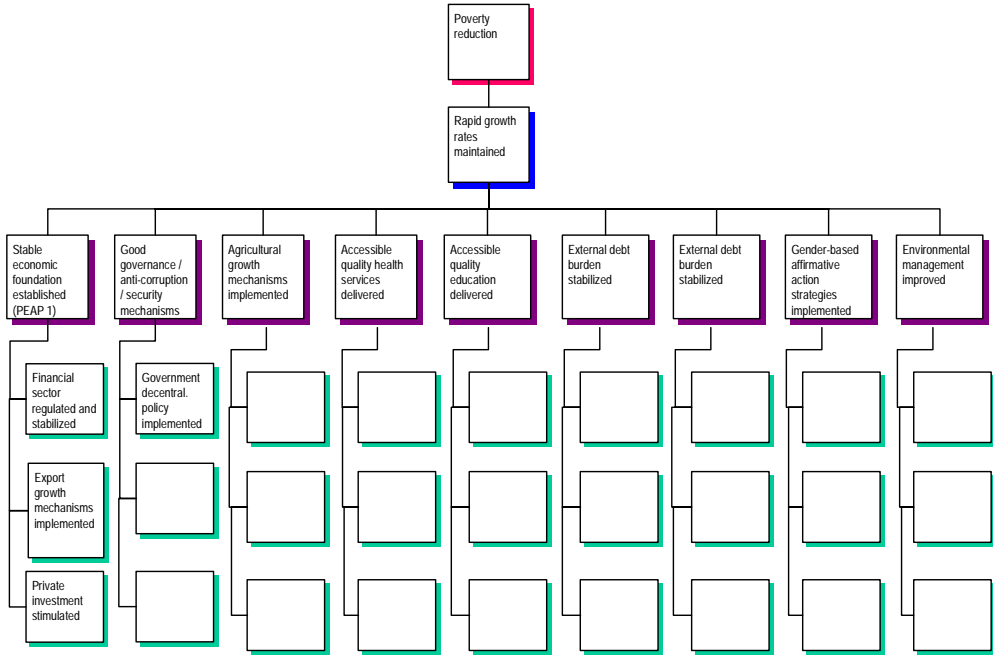 Poverty
reduction
Rapid growth
rates
maintained
Stable
economic
foundation
established
(PEAP 1)
Good
governance /
anti-corruption
/ security
mechanisms
Agricultural
growth
mechanisms
implemented
Accessible
quality health
services
delivered
Accessible
quality
education
delivered
External debt
burden
stabilized
External debt
burden
stabilized
Gender-based
affirmative
action
strategies
implemented
Environmental
management
improved
Financial
sector
regulated and
stabilized
Government
decentral.
policy
implemented
Export
growth
mechanisms
implemented
Private
investment
stimulated